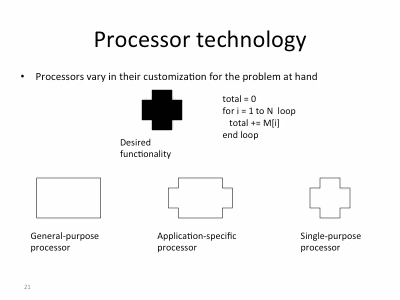 Processor technology
• Processors vary in their customization for the problem at hand
total = 0
for i = 1 to N loop
total += M[i]
end loop
Desired
functionality
General-purpose
processor
Application-specific
processor
Single-purpose
processor
21